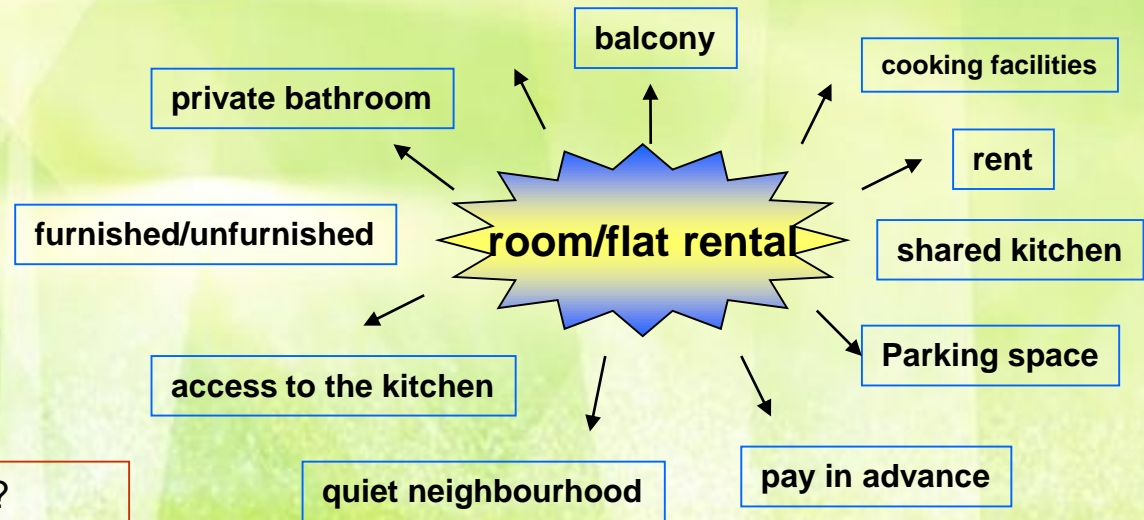 balcony
cooking facilities
private bathroom
rent
furnished/unfurnished
room/flat rental
shared kitchen
Parking space
access to the kitchen
pay in advance
quiet neighbourhood
?